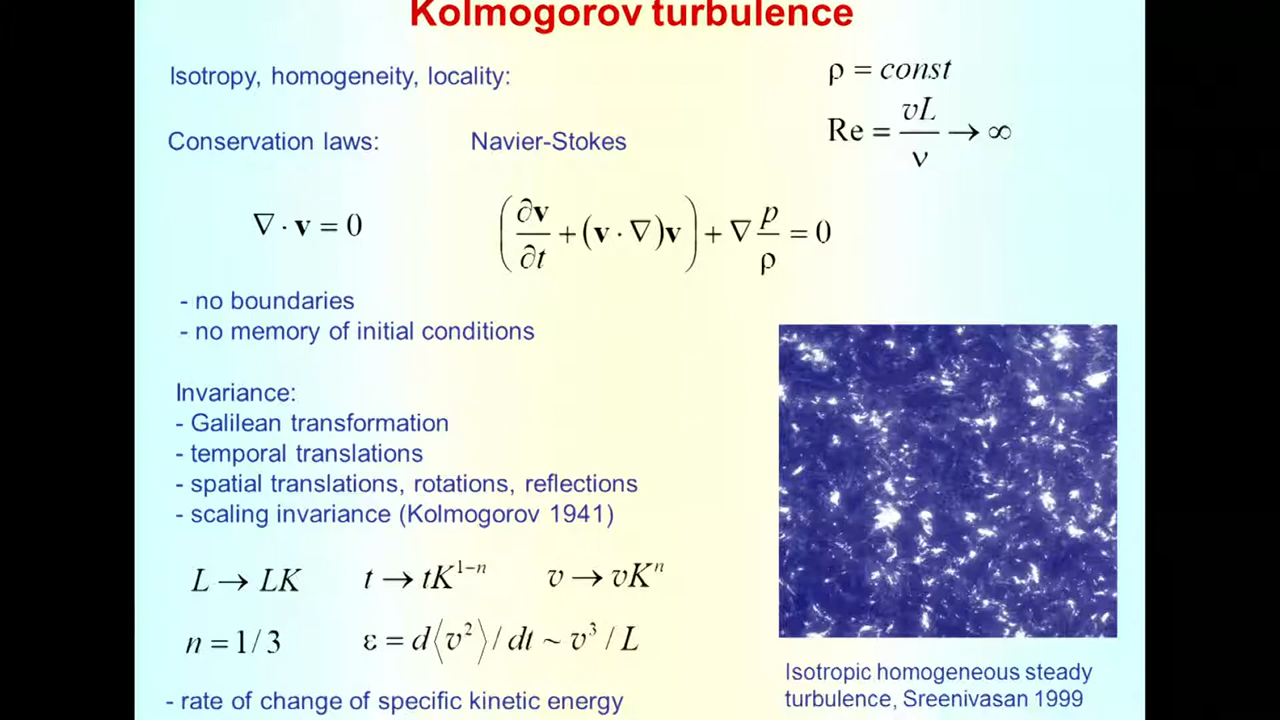 Kolmogorov turbulence
Isotropy, homogeneity, locality:
ρ = const
Re = vL/ν → ∞
Conservation laws: Navier-Stokes
∇ · v = 0
(∂v/∂t + (v · ∇)v) + ∇ p/ρ = 0
- no boundaries
- no memory of initial conditions
Invariance:
- Galilean transformation
- temporal translations
- spatial translations, rotations, reflections
- scaling invariance (Kolmogorov 1941)
L → LK t → tK^{1−n} v → vK^n
n = 1/3 ε = d⟨v²⟩/dt ~ v³/L
- rate of change of specific kinetic energy
Isotropic homogeneous steady
turbulence, Sreenivasan 1999